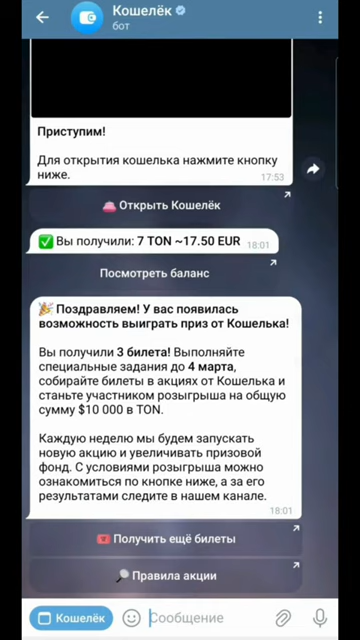 Кошелёк
бот
Приступим!
Для открытия кошелька нажмите кнопку
ниже.
17:53
Открыть Кошелёк
Вы получили: 7 TON ~17.50 EUR
18:01
Посмотреть баланс
Поздравляем! У вас появилась
возможность выиграть приз от Кошелька!
Вы получили 3 билета! Выполняйте
специальные задания до 4 марта,
собирайте билеты в акциях от Кошелька и
станьте участником розыгрыша на общую
сумму $10 000 в TON.
Каждую неделю мы будем запускать
новую акцию и увеличивать призовой
фонд. С условиями розыгрыша можно
ознакомиться по кнопке ниже, а за его
результатами следите в нашем канале.
18:01
Получить ещё билеты
Правила акции
Кошелёк
Сообщение